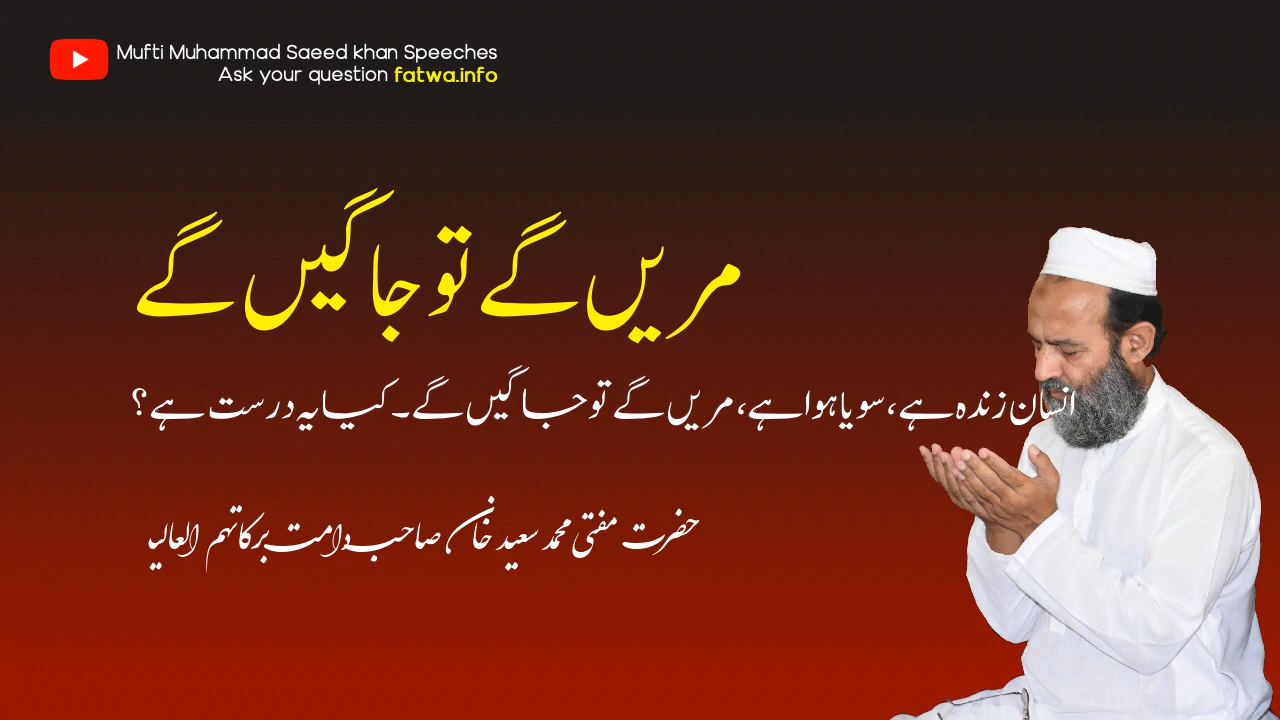 Mufti Muhammad Saeed khan Speeches
Ask your question fatwa.info
مریں گے تو جاگیں گے
انسان زندہ ہے، سویا ہوا ہے، مریں گے تو جاگیں گے۔ کیا یہ درست ہے؟
حضرت مفتی محمد سعید خان صاحب دامت برکاتہم العالیہ